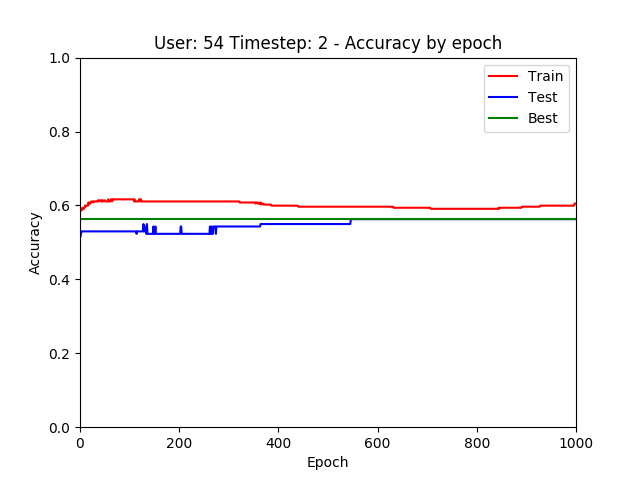 User: 54 Timestep: 2 - Accuracy by epoch
Train
Test
Best
1.0
0.8
0.6
0.4
0.2
0.0
Accuracy
0 200 400 600 800 1000
Epoch